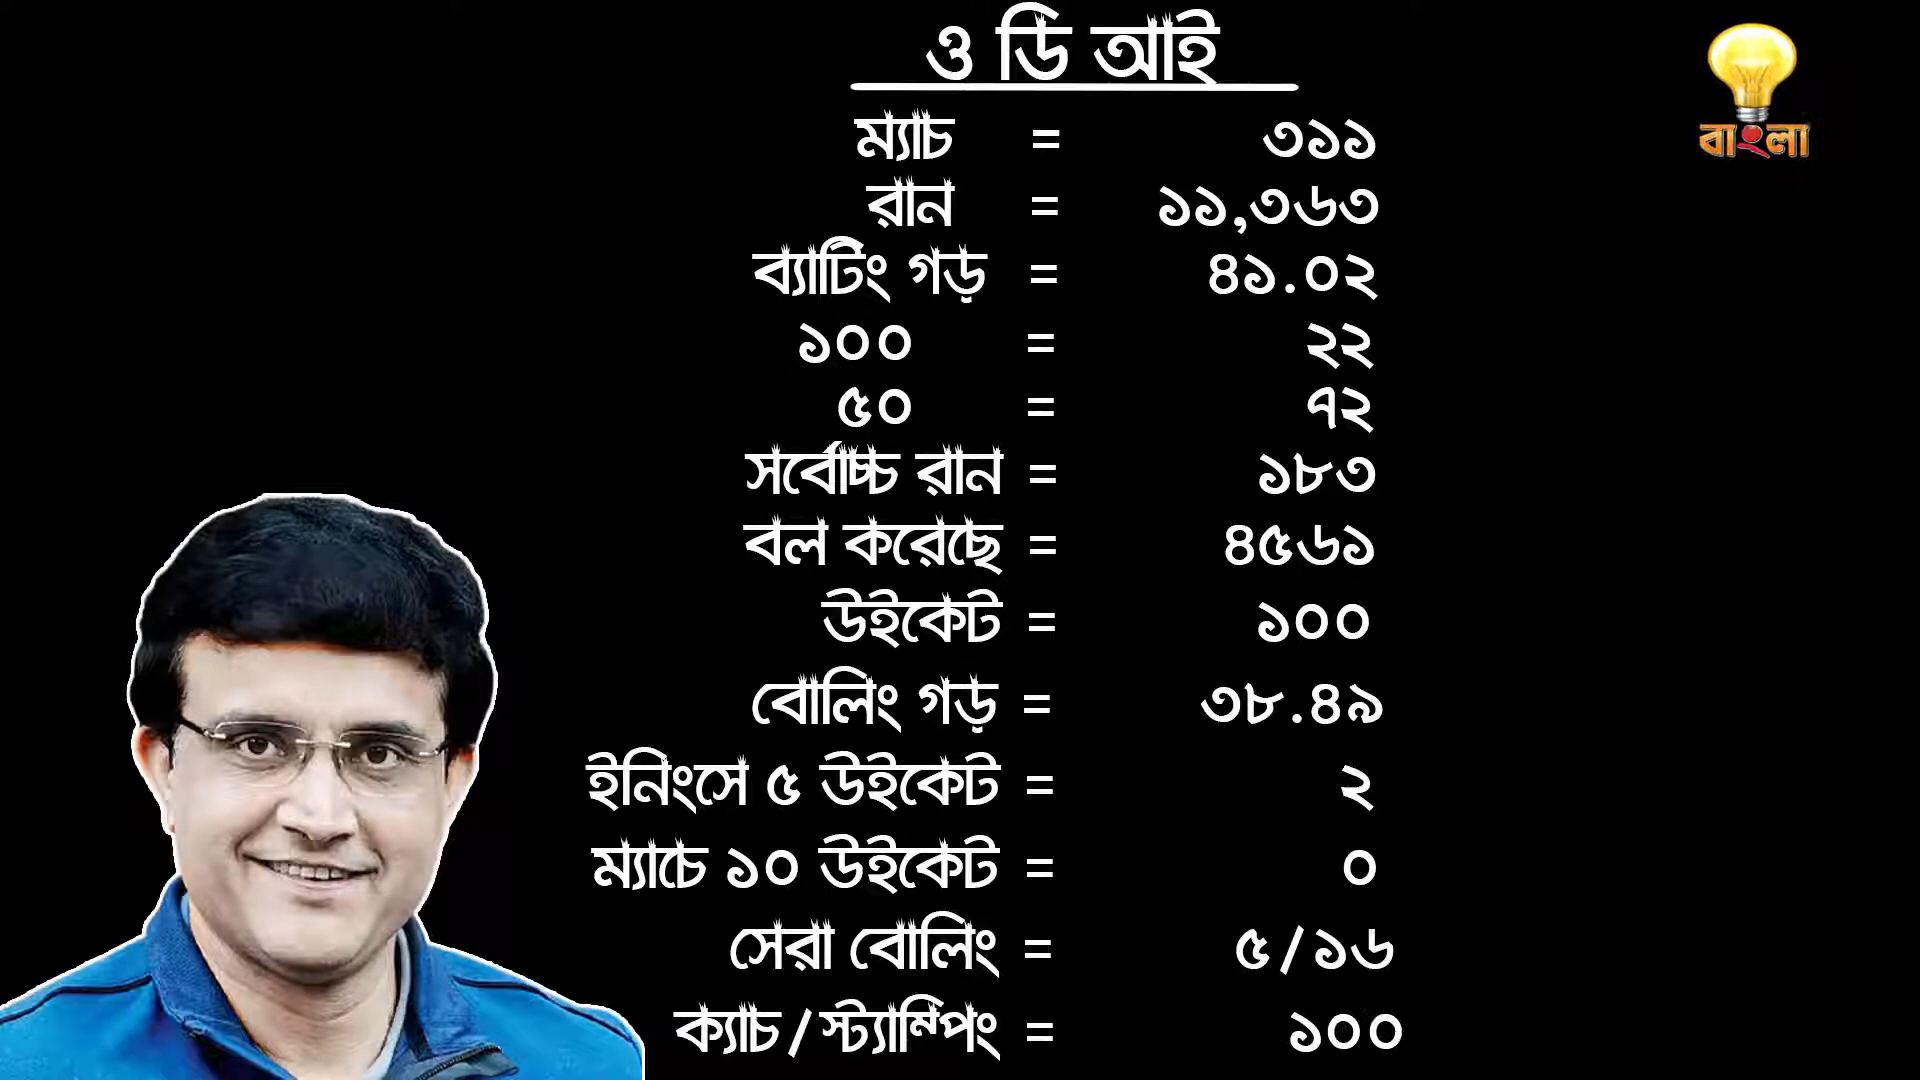 ও ডি আই
বাংলা
ম্যাচ = ৩১১
রান = ১১,৩৬৩
ব্যাটিং গড় = ৪১.০২
১০০ = ২২
৫০ = ৭২
সর্বোচ্চ রান = ১৮৩
বল করেছে = ৪৫৬১
উইকেট = ১০০
বোলিং গড় = ৩৮.৪৯
ইনিংসে ৫ উইকেট = ২
ম্যাচে ১০ উইকেট = ০
সেরা বোলিং = ৫/১৬
ক্যাচ/স্ট্যাম্পিং = ১০০